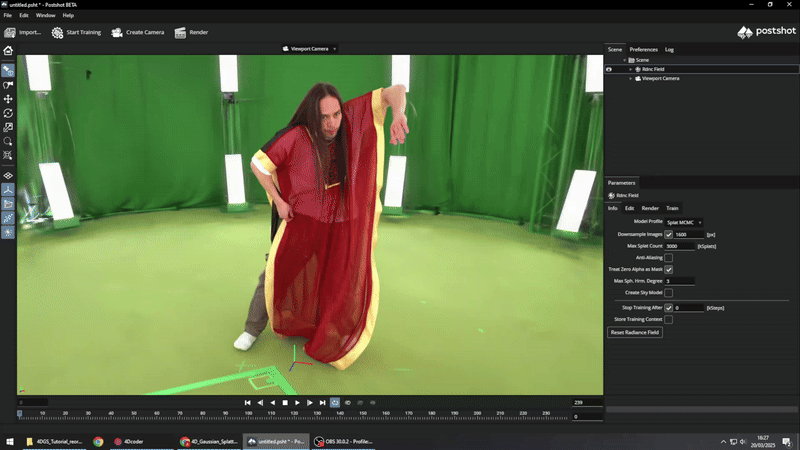 untitled.psht * - Postshot BETA
File Edit Window Help
Import... Start Training Create Camera Render postshot
Viewport Camera
Scene Preferences Log
Scene
Rdnc Field
Viewport Camera
Parameters
Rdnc Field
Info Edit Render Train
Model Profile Splat MCMC
Downsample Images 1600 [px]
Max Splat Count 3000 [kSplats]
Anti-Aliasing
Treat Zero Alpha as Mask
Max Sph. Hrm. Degree 3
Create Sky Model
Stop Training After 0 [kSteps]
Store Training Context
Reset Radiance Field
0 239
0 10 20 30 40 50 60 70 80 90 100 110 120 130 140 150 160 170 180 190 200 210 220 230 0
4DGS_Tutorial_resr... 4Dcoder 4D_Gaussian_Splatt... untitled.psht * - Po... OBS 30.0.2 - Profile... 16:27
20/03/2025